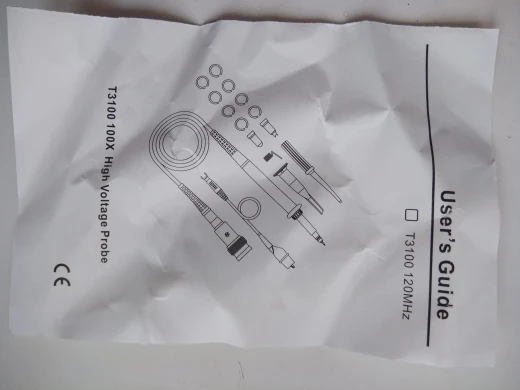 User's Guide
T3100 120MHz
T3100 100X High Voltage Probe
CE